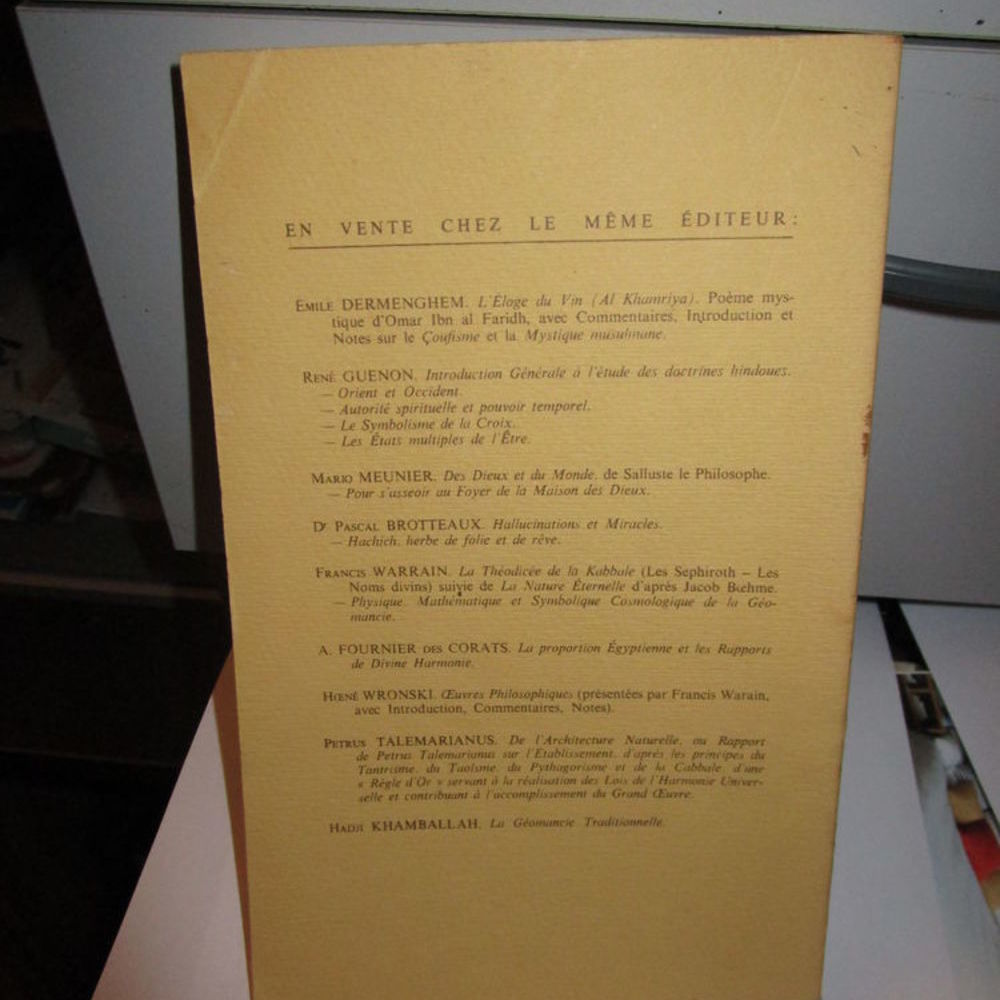 EN VENTE CHEZ LE MÊME ÉDITEUR:
EMILE DERMENGHEM. L'Éloge du Vin (Al Khamriya). Poème mys-
tique d'Omar Ibn al Faridh, avec Commentaires, Introduction et
Notes sur le Çoufisme et la Mystique musulmane.
RENÉ GUENON. Introduction Générale à l'étude des doctrines hindoues.
— Orient et Occident.
— Autorité spirituelle et pouvoir temporel.
— Le Symbolisme de la Croix.
— Les États multiples de l'Être.
MARIO MEUNIER. Des Dieux et du Monde, de Salluste le Philosophe.
— Pour s'asseoir au Foyer de la Maison des Dieux.
Dr PASCAL BROTTEAUX. Hallucinations et Miracles.
— Hachich, herbe de folie et de rêve.
FRANCIS WARRAIN. La Théodicée de la Kabbale (Les Sephiroth – Les
Noms divins) suivie de La Nature Éternelle d'après Jacob Bœhme.
— Physique, Mathématique et Symbolique Cosmologique de la Géo-
mancie.
A. FOURNIER DES CORATS. La proportion Égyptienne et les Rapports
de Divine Harmonie.
HŒNÉ WRONSKI. Œuvres Philosophiques (présentées par Francis Warain,
avec Introduction, Commentaires, Notes).
PETRUS TALEMARIANUS. De l'Architecture Naturelle, ou Rapport
de Petrus Talemarianus sur l'Etablissement, d'après les principes du
Tantrisme, du Taoïsme, du Pythagorisme et de la Cabbale, d'une
« Règle d'Or » servant à la réalisation des Lois de l'Harmonie Univer-
selle et contribuant à l'accomplissement du Grand Œuvre.
HADJI KHAMBALLAH. La Géomancie Traditionnelle.